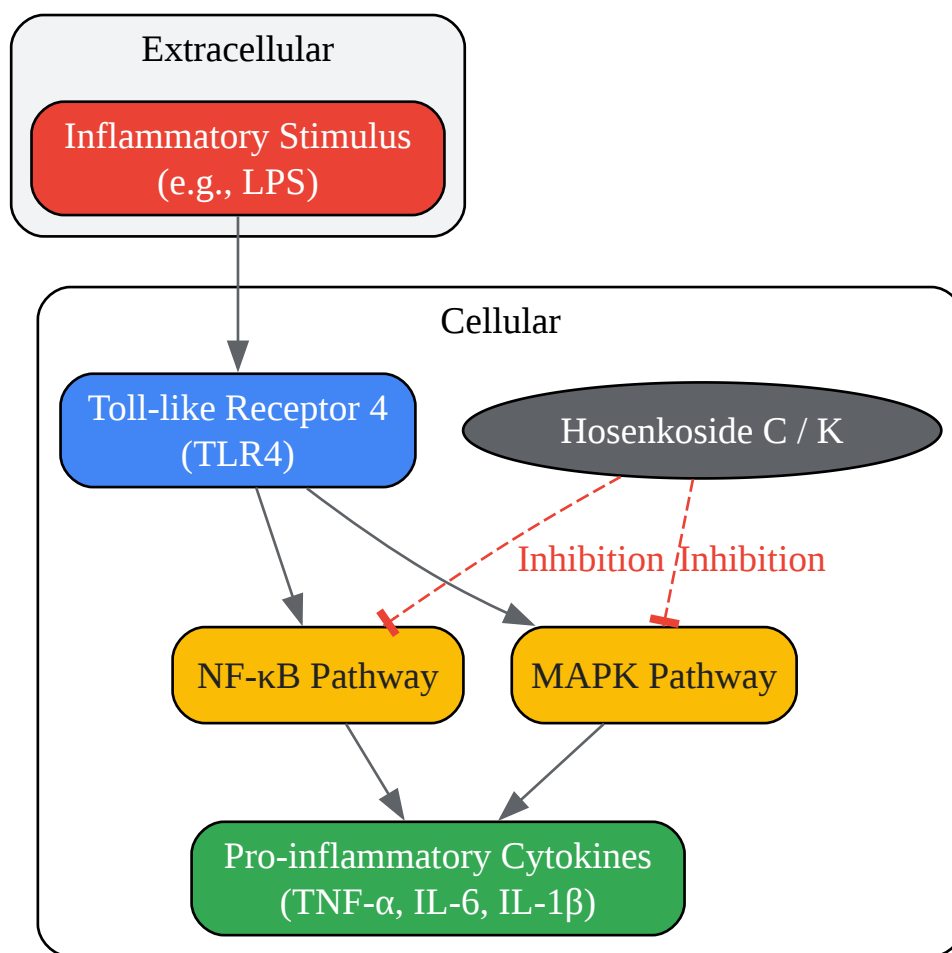 Extracellular
Inflammatory Stimulus
(e.g., LPS)
Cellular
Toll-like Receptor 4
(TLR4)
Hosenkoside C / K
Inhibition
Inhibition
NF-κB Pathway
MAPK Pathway
Pro-inflammatory Cytokines
(TNF-α, IL-6, IL-1β)